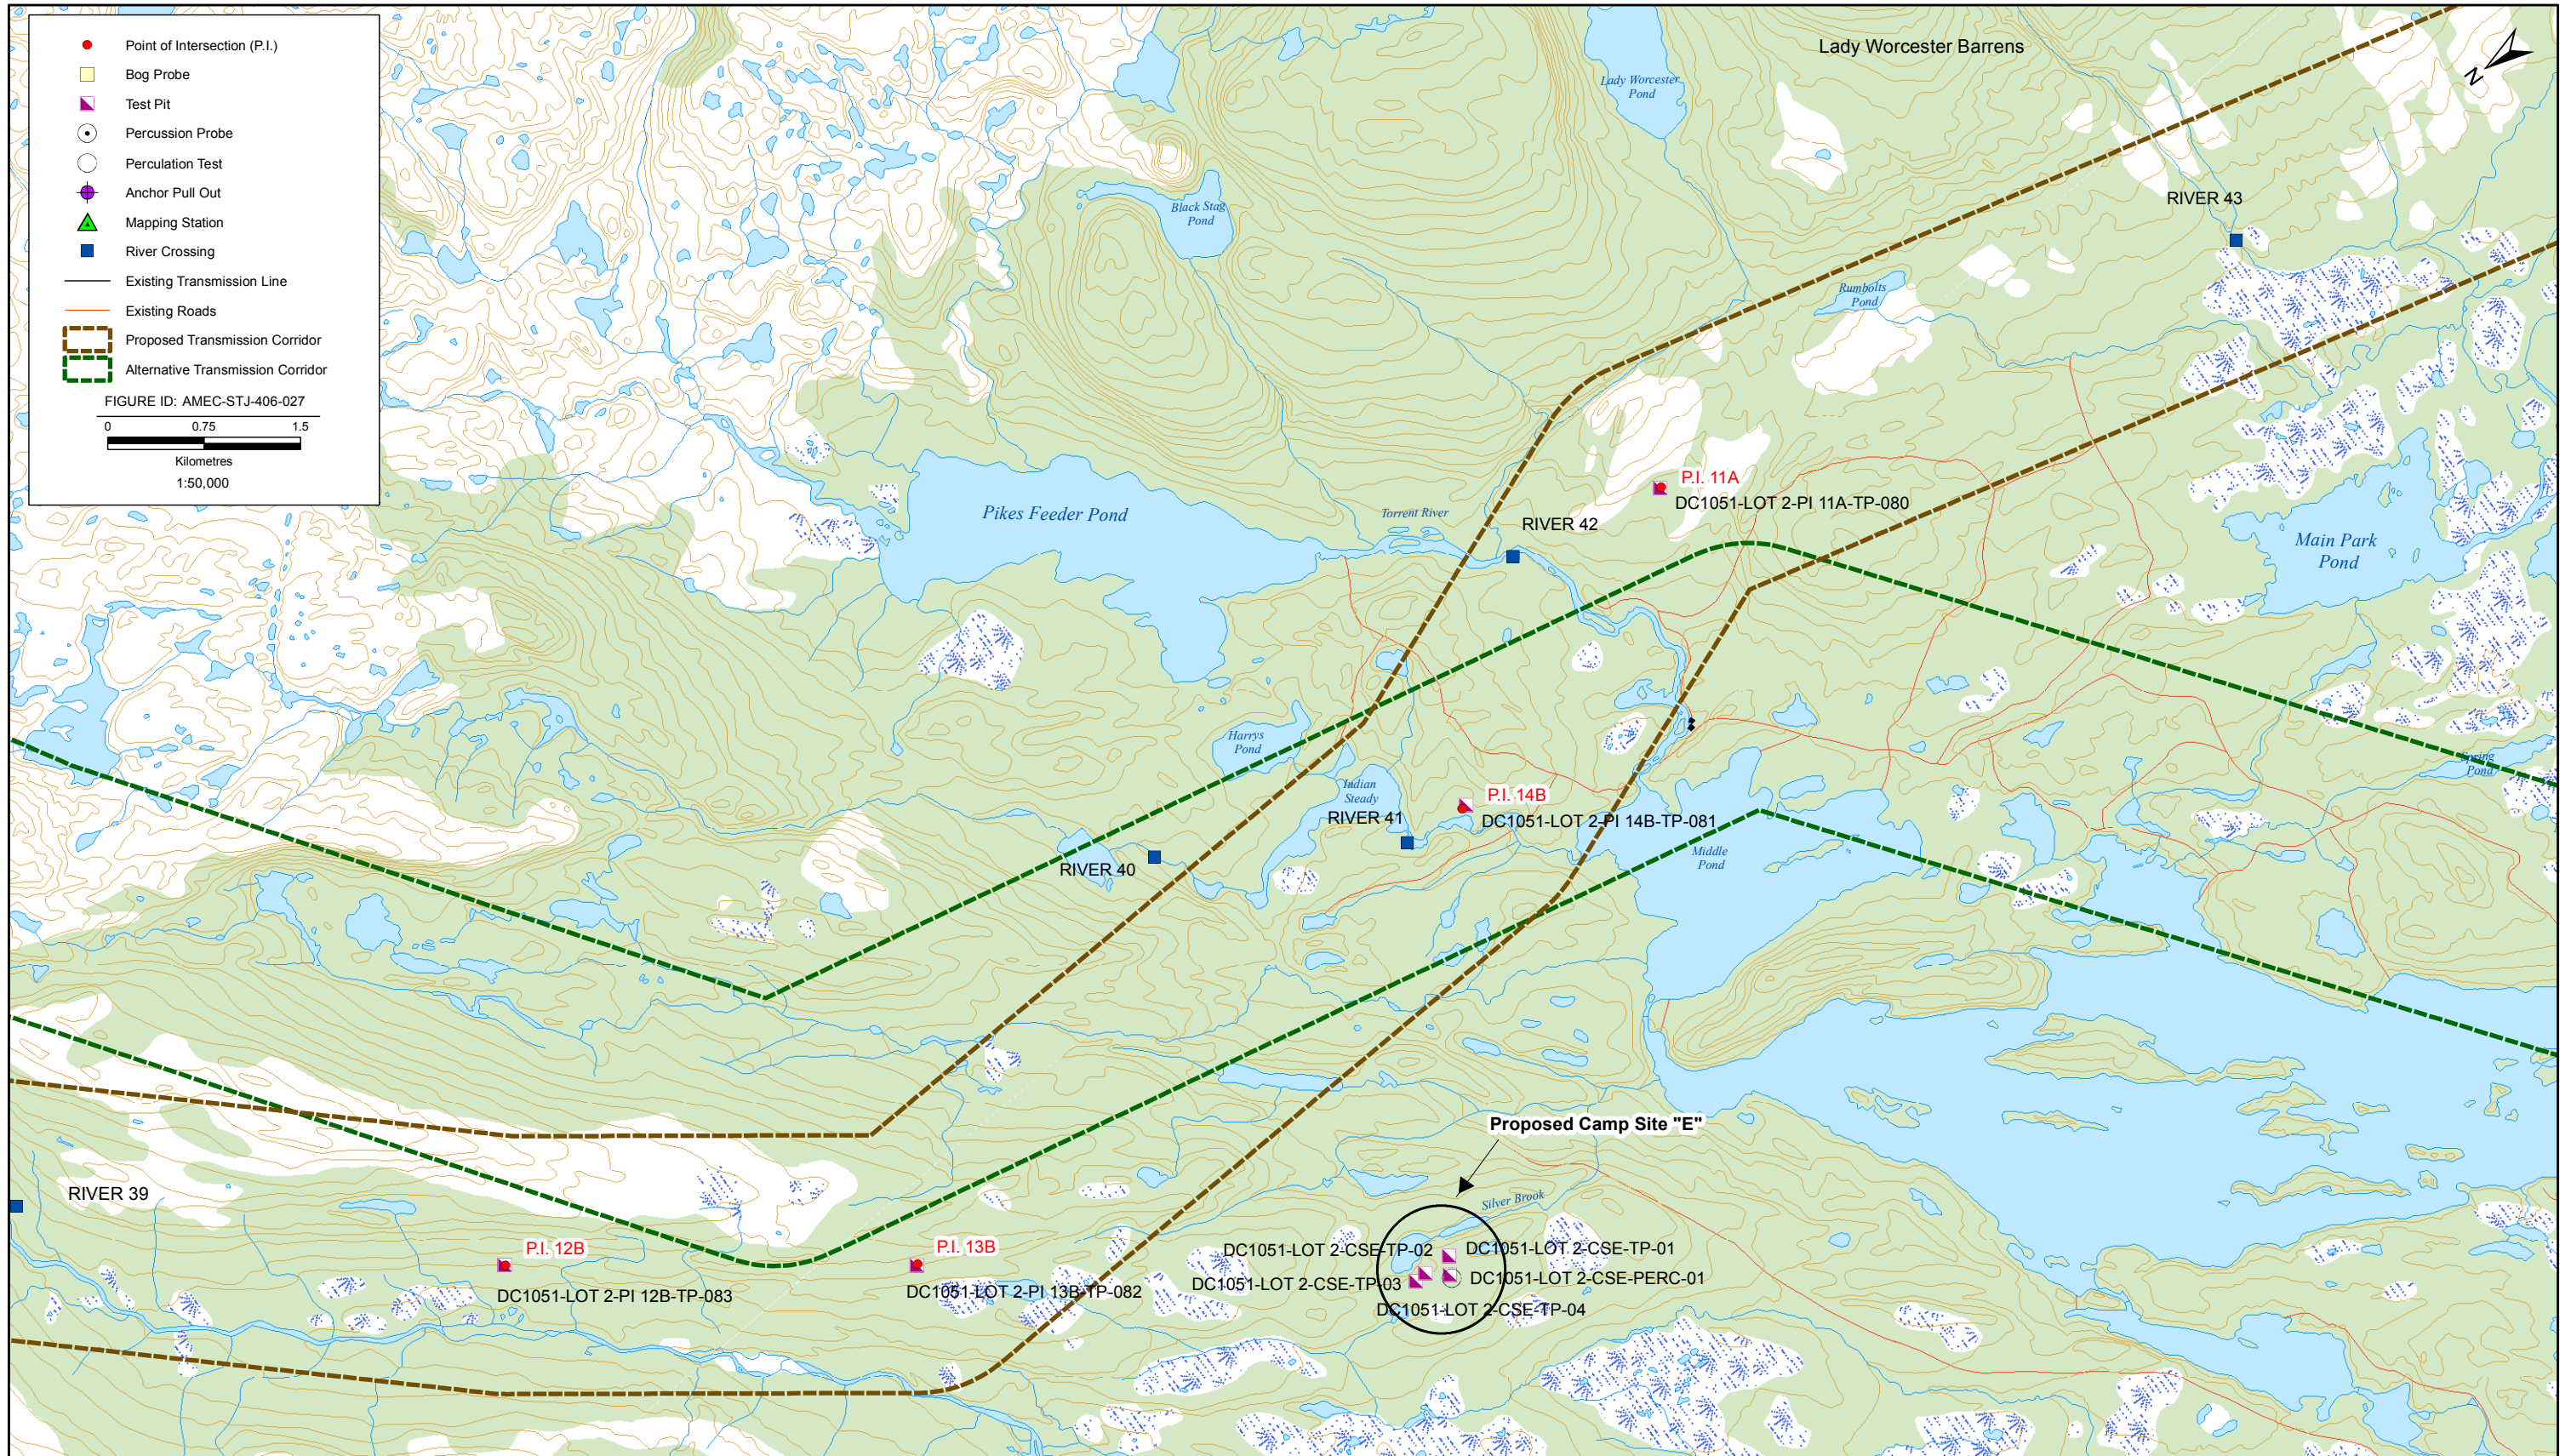 Point of Intersection (P.I.)
Bog Probe
Test Pit
Percussion Probe
Perculation Test
Anchor Pull Out
Mapping Station
River Crossing
Existing Transmission Line
Existing Roads
Proposed Transmission Corridor
Alternative Transmission Corridor
FIGURE ID: AMEC-STJ-406-027
0 0.75 1.5
Kilometres
1:50,000
Lady Worcester Barrens
N
Lady Worcester
Pond
Black Stag
Pond
RIVER 43
Rumbolts
Pond
P.I. 11A
DC1051-LOT 2-PI 11A-TP-080
Pikes Feeder Pond
Torrent River
RIVER 42
Main Park
Pond
Harrys
Pond
Spring
Pond
Indian
Steady
RIVER 41
P.I. 14B
DC1051-LOT 2-PI 14B-TP-081
RIVER 40
Middle
Pond
Proposed Camp Site "E"
RIVER 39
Silver Brook
P.I. 12B
DC1051-LOT 2-PI 12B-TP-083
P.I. 13B
DC1051-LOT 2-PI 13B-TP-082
DC1051-LOT 2-CSE-TP-02
DC1051-LOT 2-CSE-TP-01
DC1051-LOT 2-CSE-TP-03
DC1051-LOT 2-CSE-PERC-01
DC1051-LOT 2-CSE-TP-04